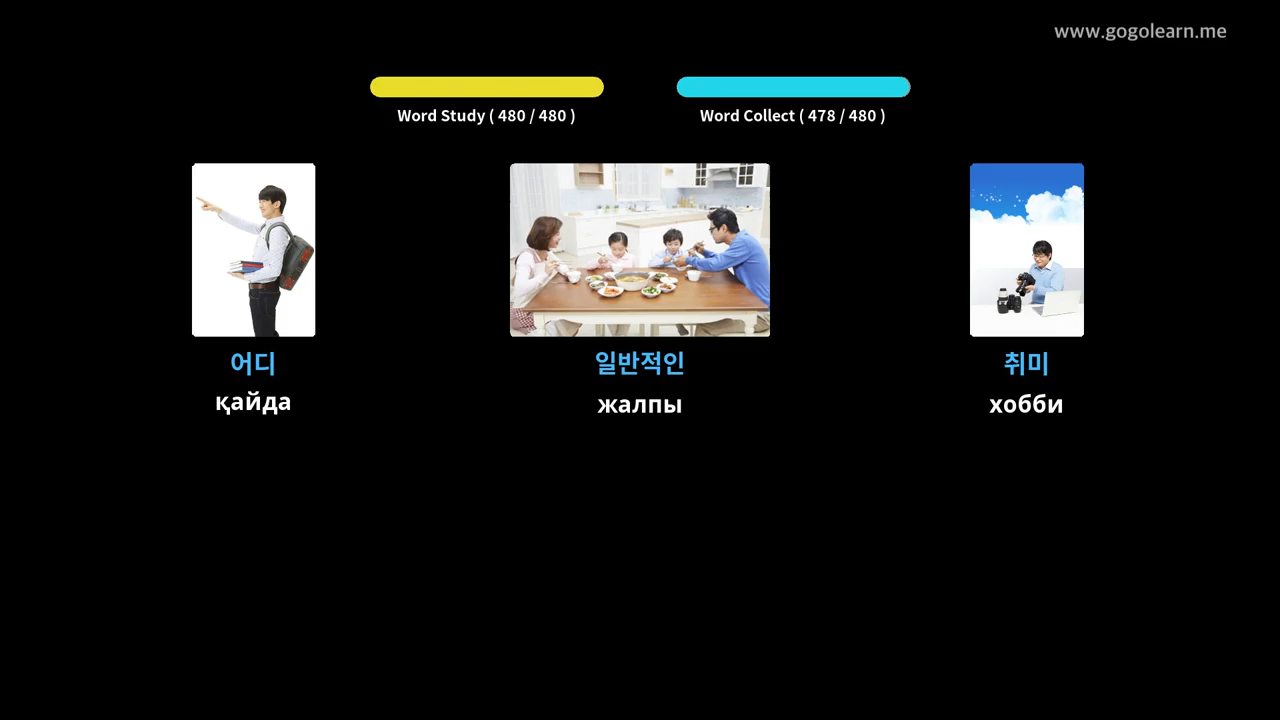 www.gogolearn.me
Word Study ( 480 / 480 )
Word Collect ( 478 / 480 )
어디
일반적인
취미
қайда
жалпы
хобби